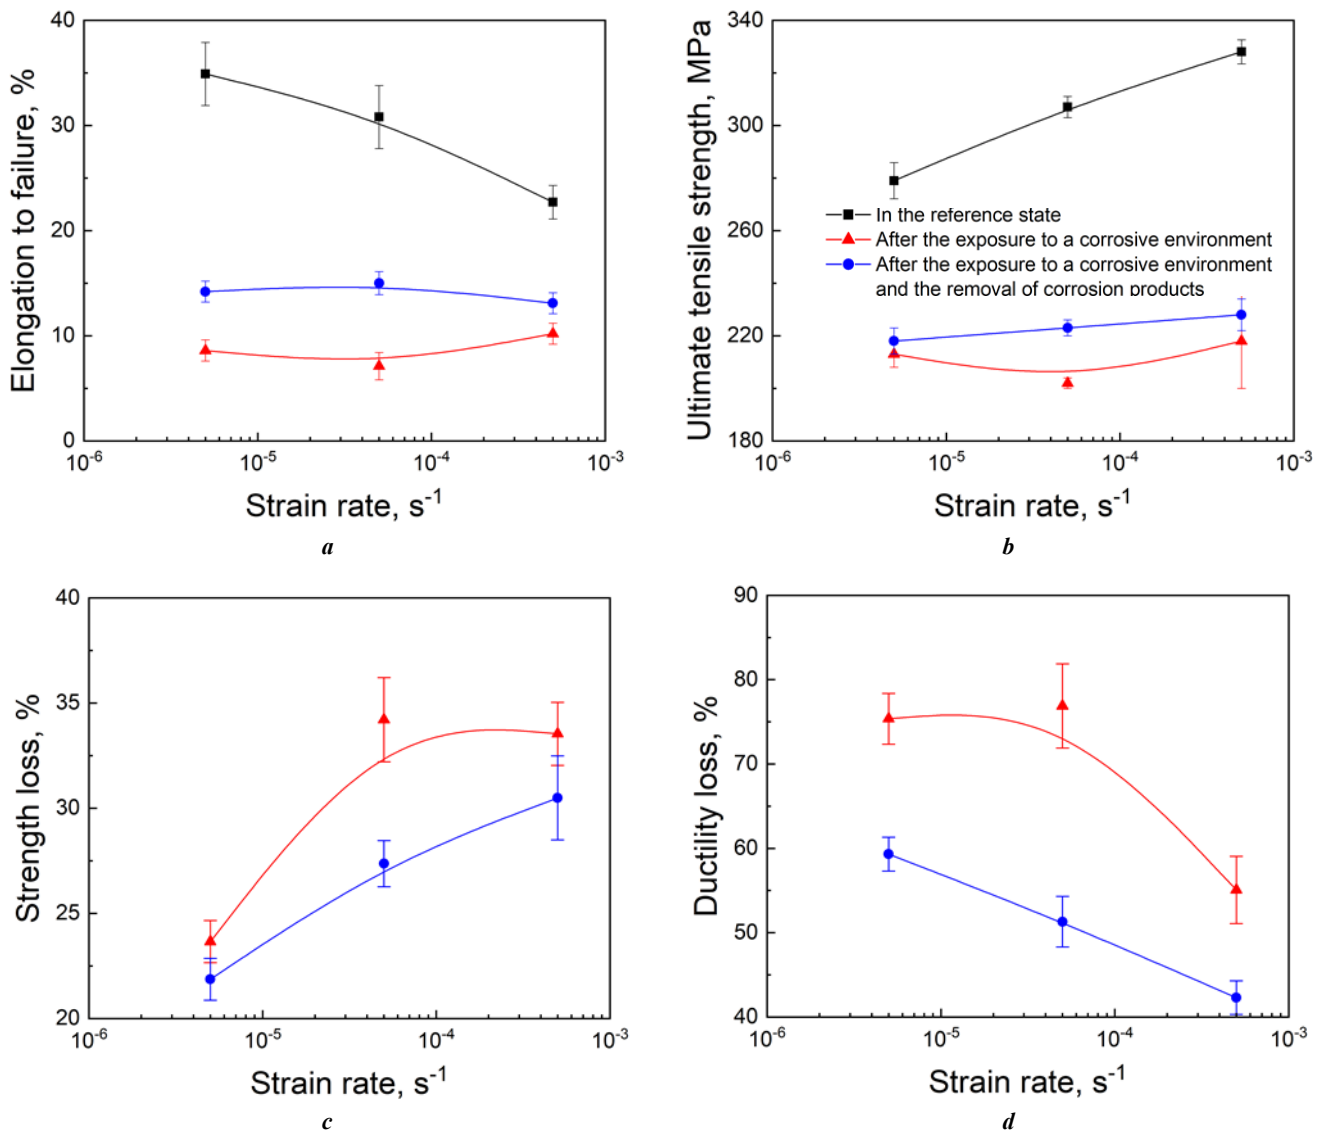 40
30
20
10
0
Elongation to failure, %
10-6
10-5
10-4
10-3
Strain rate, s-1
a
340
300
260
220
180
Ultimate tensile strength, MPa
In the reference state
After the exposure to a corrosive environment
After the exposure to a corrosive environment
and the removal of corrosion products
10-6
10-5
10-4
10-3
Strain rate, s-1
b
40
35
30
25
20
Strength loss, %
10-6
10-5
10-4
10-3
Strain rate, s-1
c
90
80
70
60
50
40
Ductility loss, %
10-6
10-5
10-4
10-3
Strain rate, s-1
d